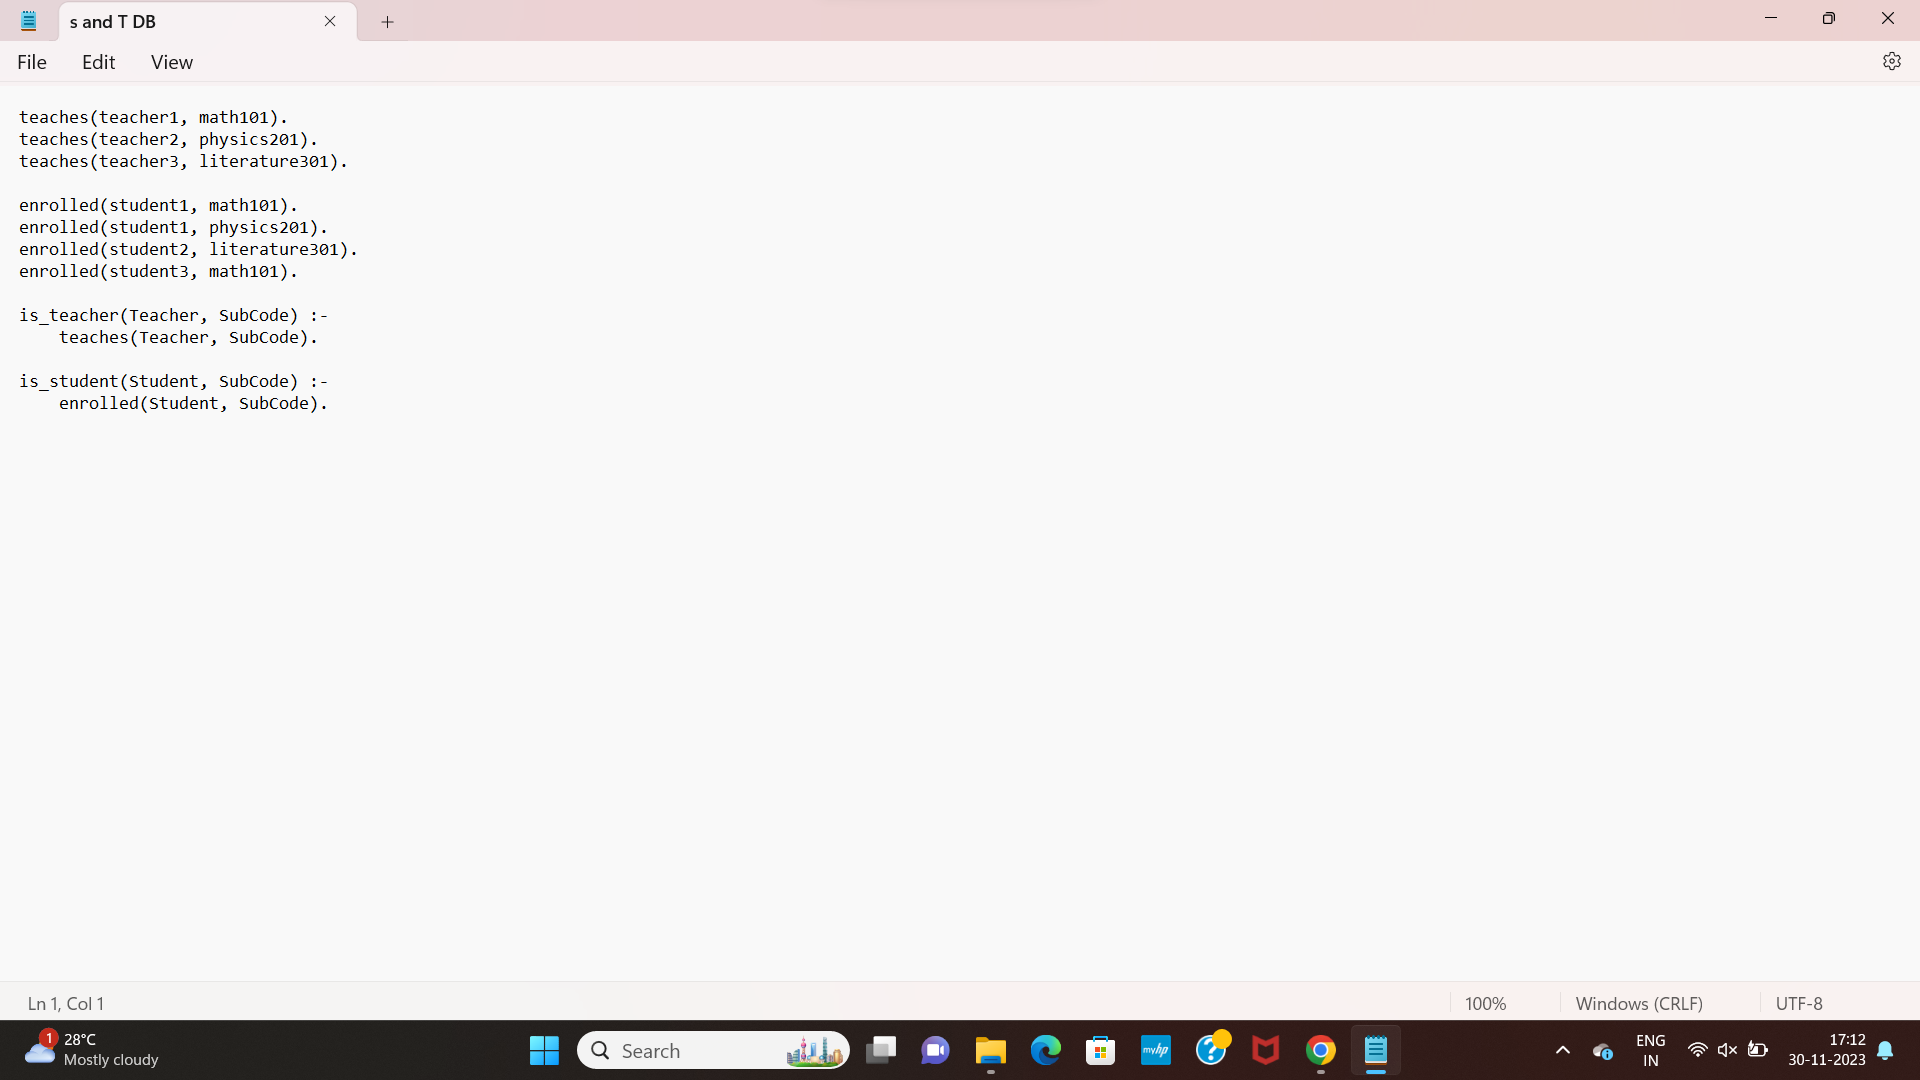 s and T DB
File Edit View
teaches(teacher1, math101).
teaches(teacher2, physics201).
teaches(teacher3, literature301).
enrolled(student1, math101).
enrolled(student1, physics201).
enrolled(student2, literature301).
enrolled(student3, math101).
is_teacher(Teacher, SubCode) :-
    teaches(Teacher, SubCode).
is_student(Student, SubCode) :-
    enrolled(Student, SubCode).
Ln 1, Col 1 100% Windows (CRLF) UTF-8
1 28°C
Mostly cloudy
Search
myhp
ENG
IN
17:12
30-11-2023